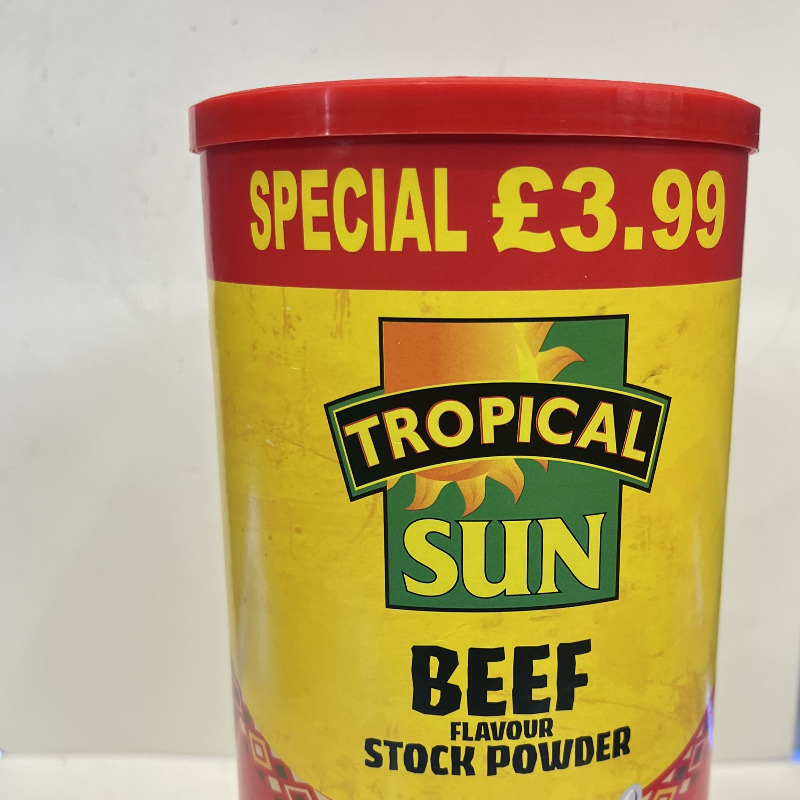 SPECIAL £3.99
TROPICAL
SUN
BEEF
FLAVOUR
STOCK POWDER